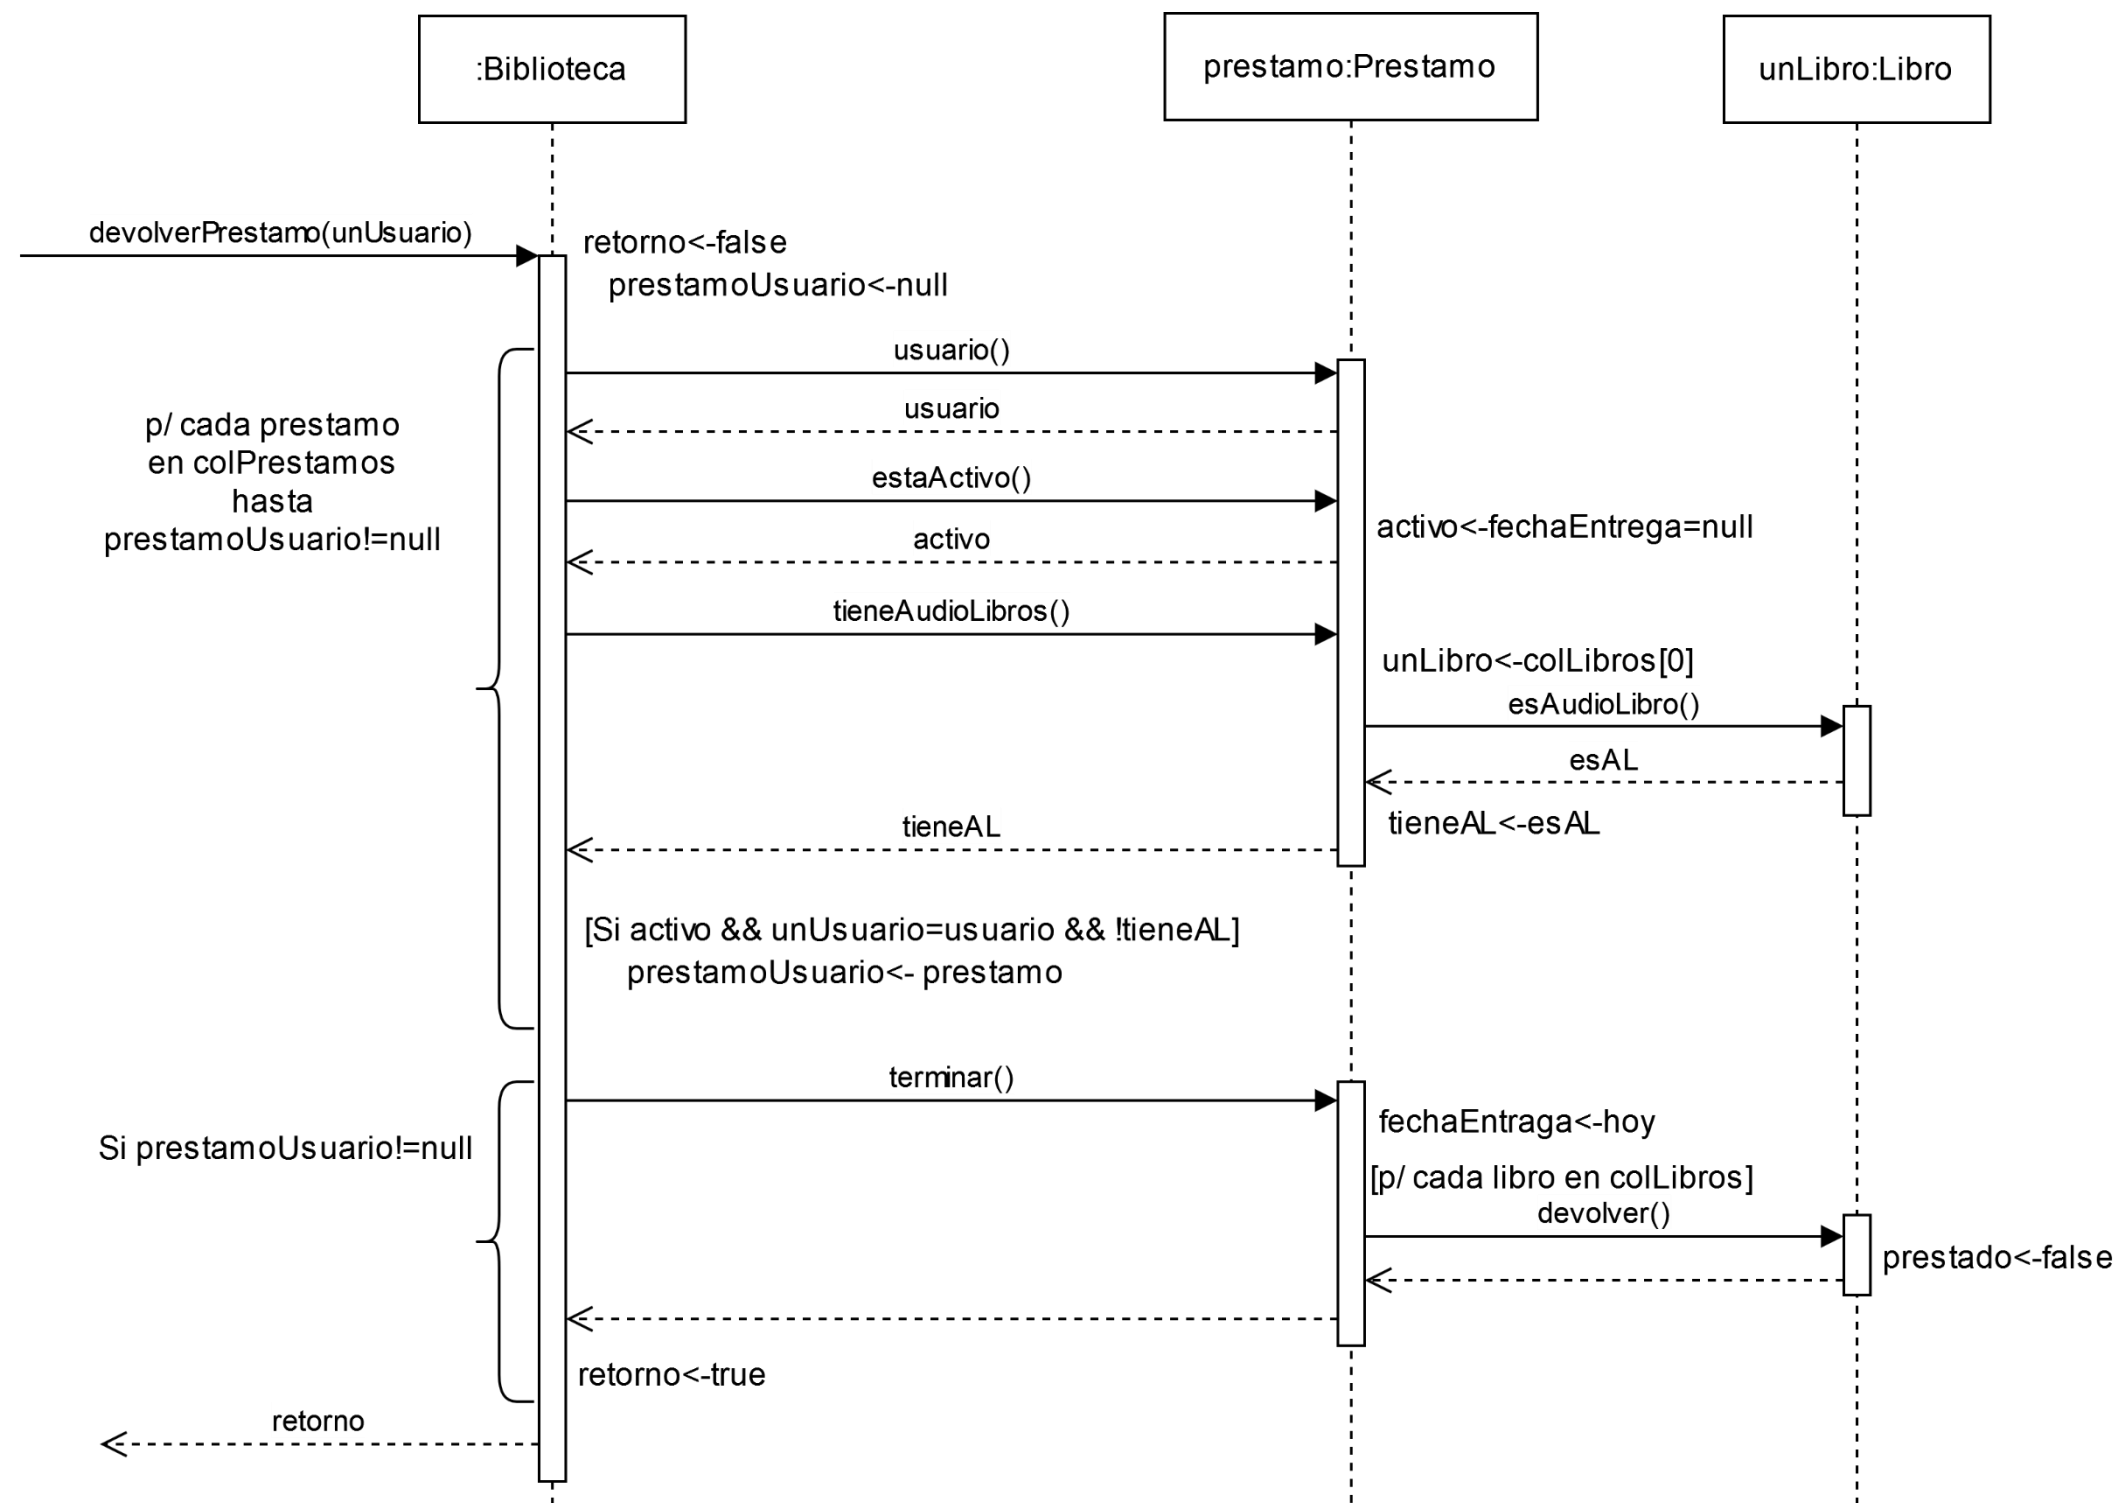 :Biblioteca
prestamo:Prestamo
unLibro:Libro
devolverPrestamo(unUsuario)
retorno<-false
prestamoUsuario<-null
usuario()
usuario
p/ cada prestamo
en colPrestamos
hasta
prestamoUsuario!=null
estaActivo()
activo<-fechaEntrega=null
activo
tieneAudioLibros()
unLibro<-colLibros[0]
esAudioLibro()
esAL
tieneAL<-esAL
tieneAL
[Si activo && unUsuario=usuario && !tieneAL]
prestamoUsuario<- prestamo
terminar()
fechaEntraga<-hoy
Si prestamoUsuario!=null
[p/ cada libro en colLibros]
devolver()
prestado<-false
retorno<-true
retorno